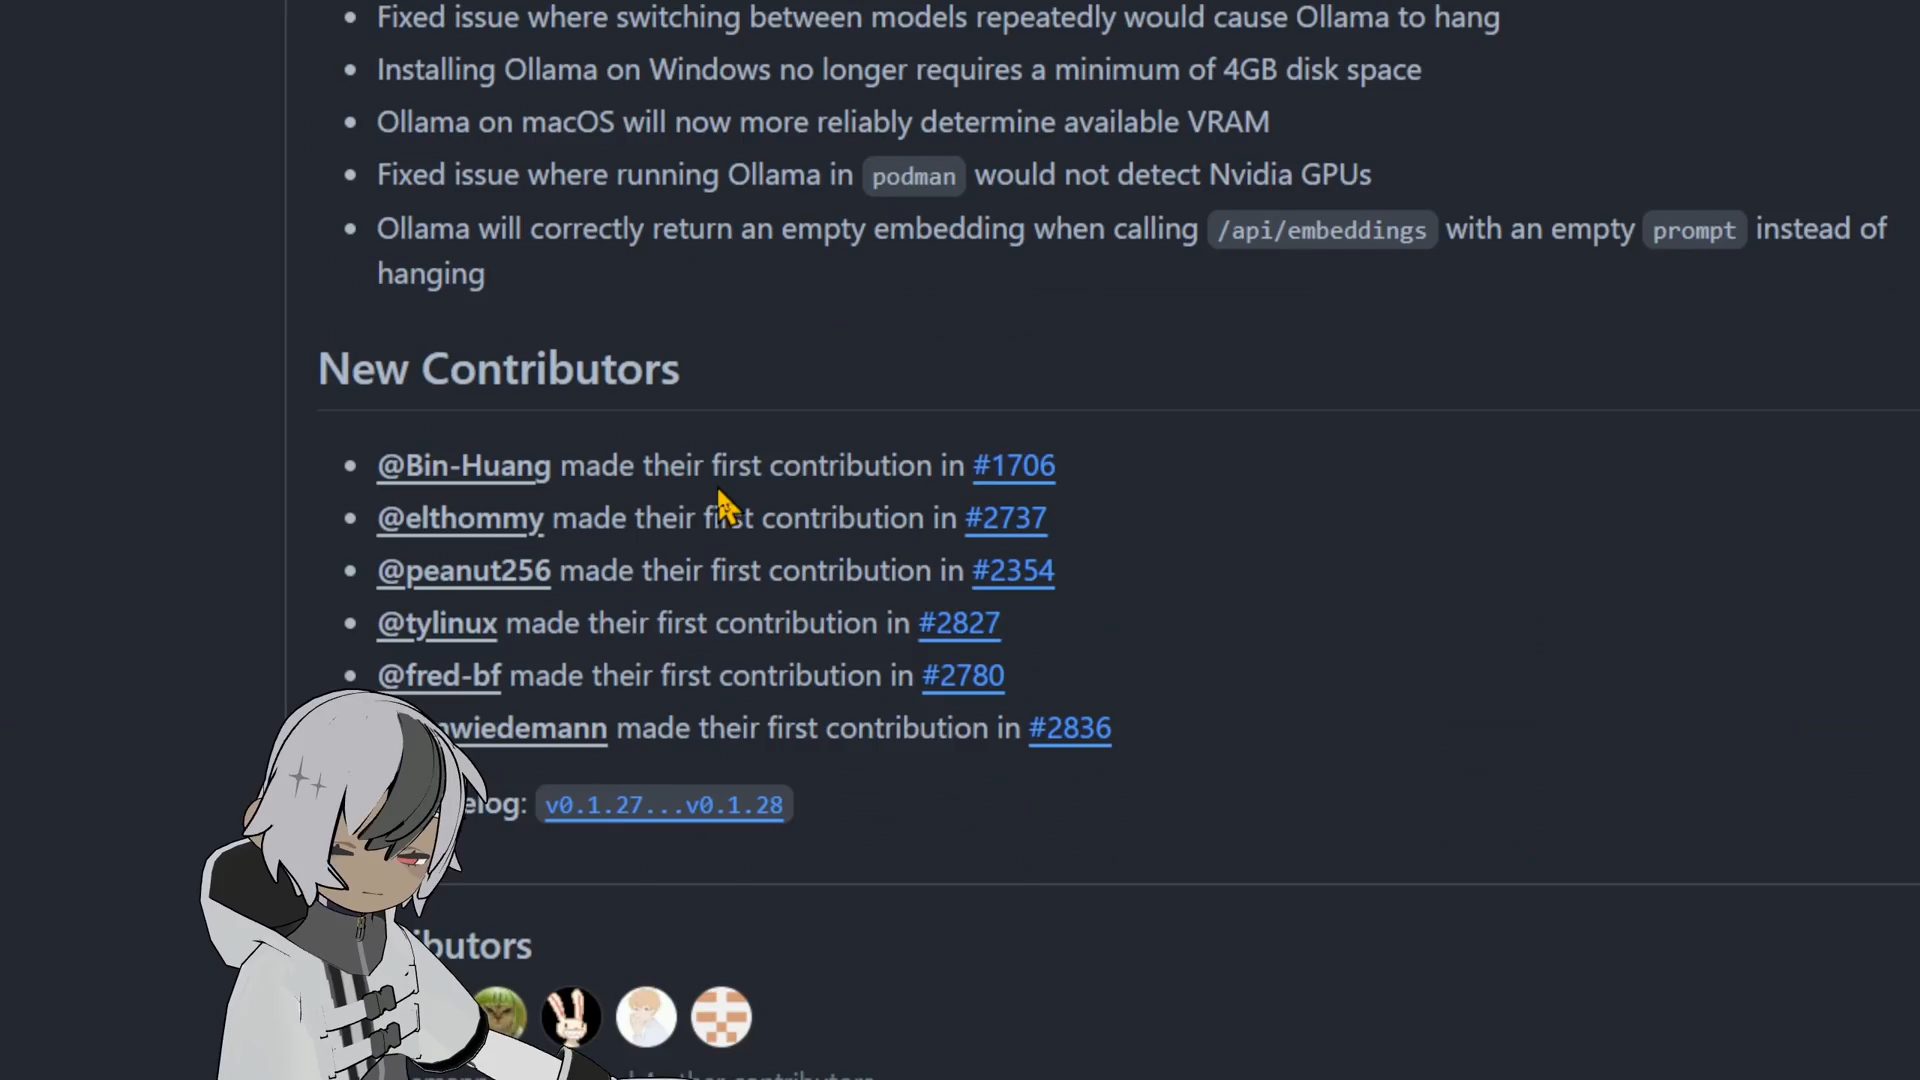 Fixed issue where switching between models repeatedly would cause Ollama to hang
Installing Ollama on Windows no longer requires a minimum of 4GB disk space
Ollama on macOS will now more reliably determine available VRAM
Fixed issue where running Ollama in podman would not detect Nvidia GPUs
Ollama will correctly return an empty embedding when calling /api/embeddings with an empty prompt instead of
hanging
New Contributors
@Bin-Huang made their first contribution in #1706
@elthommy made their first contribution in #2737
@peanut256 made their first contribution in #2354
@tylinux made their first contribution in #2827
@fred-bf made their first contribution in #2780
wiedemann made their first contribution in #2836
elog: v0.1.27...v0.1.28
ibutors